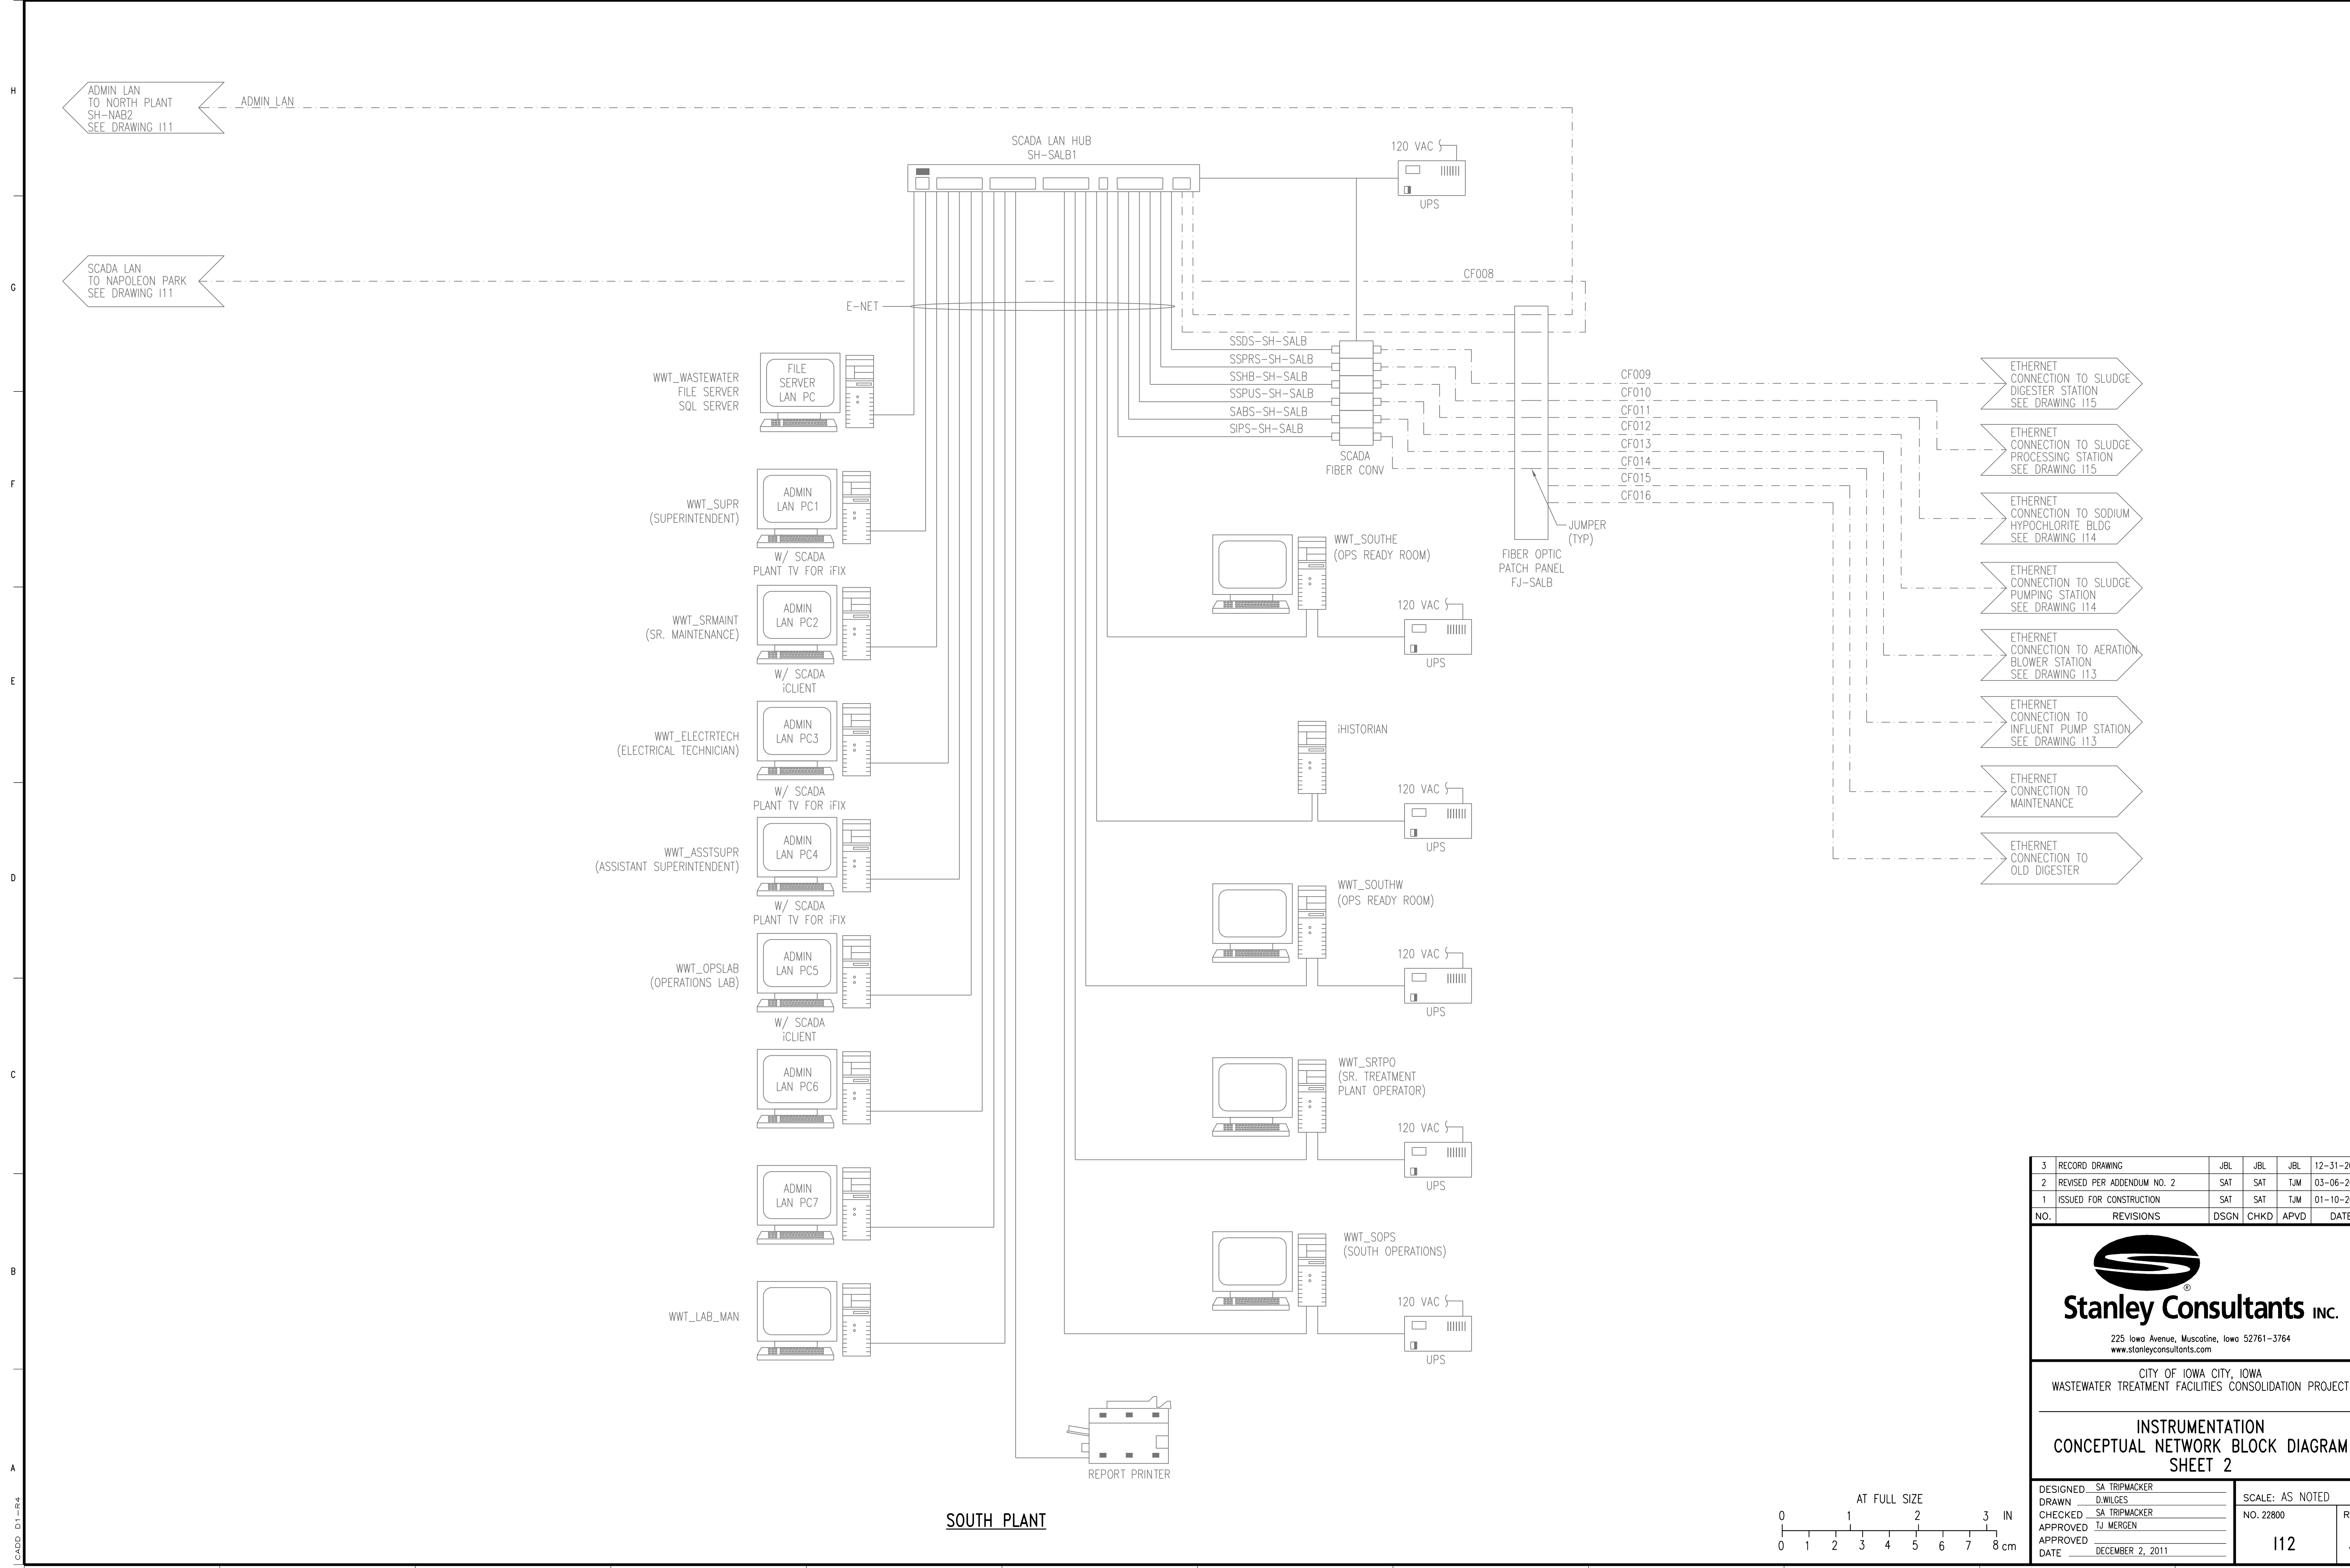 H
G
F
E
D
C
B
A
CADD D1-R4
ADMIN LAN
TO NORTH PLANT
SH-NAB2
SEE DRAWING I11
ADMIN LAN
SCADA LAN
TO NAPOLEON PARK
SEE DRAWING I11
SCADA LAN HUB
SH-SALB1
120 VAC
UPS
CF008
E-NET
WWT_WASTEWATER
FILE SERVER
SQL SERVER
FILE
SERVER
LAN PC
WWT_SUPR
(SUPERINTENDENT)
ADMIN
LAN PC1
W/ SCADA
PLANT TV FOR iFIX
WWT_SRMAINT
(SR. MAINTENANCE)
ADMIN
LAN PC2
W/ SCADA
iCLIENT
WWT_ELECTRTECH
(ELECTRICAL TECHNICIAN)
ADMIN
LAN PC3
W/ SCADA
PLANT TV FOR iFIX
WWT_ASSTSUPR
(ASSISTANT SUPERINTENDENT)
ADMIN
LAN PC4
W/ SCADA
PLANT TV FOR iFIX
WWT_OPSLAB
(OPERATIONS LAB)
ADMIN
LAN PC5
W/ SCADA
iCLIENT
ADMIN
LAN PC6
ADMIN
LAN PC7
WWT_LAB_MAN
REPORT PRINTER
SSDS-SH-SALB
SSPRS-SH-SALB
SSHB-SH-SALB
SSPUS-SH-SALB
SABS-SH-SALB
SIPS-SH-SALB
SCADA
FIBER CONV
WWT_SOUTHE
(OPS READY ROOM)
120 VAC
UPS
iHISTORIAN
120 VAC
UPS
WWT_SOUTHW
(OPS READY ROOM)
120 VAC
UPS
WWT_SRTPO
(SR. TREATMENT
PLANT OPERATOR)
120 VAC
UPS
WWT_SOPS
(SOUTH OPERATIONS)
120 VAC
UPS
JUMPER
(TYP)
FIBER OPTIC
PATCH PANEL
FJ-SALB
CF009
CF010
CF011
CF012
CF013
CF014
CF015
CF016
ETHERNET
CONNECTION TO SLUDGE
DIGESTER STATION
SEE DRAWING I15
ETHERNET
CONNECTION TO SLUDGE
PROCESSING STATION
SEE DRAWING I15
ETHERNET
CONNECTION TO SODIUM
HYPOCHLORITE BLDG
SEE DRAWING I14
ETHERNET
CONNECTION TO SLUDGE
PUMPING STATION
SEE DRAWING I14
ETHERNET
CONNECTION TO AERATION
BLOWER STATION
SEE DRAWING I13
ETHERNET
CONNECTION TO
INFLUENT PUMP STATION
SEE DRAWING I13
ETHERNET
CONNECTION TO
MAINTENANCE
ETHERNET
CONNECTION TO
OLD DIGESTER
SOUTH PLANT
AT FULL SIZE
0 1 2 3 IN
0 1 2 3 4 5 6 7 8 cm
3 RECORD DRAWING JBL JBL JBL 12-31-2
2 REVISED PER ADDENDUM NO. 2 SAT SAT TJM 03-06-2
1 ISSUED FOR CONSTRUCTION SAT SAT TJM 01-10-2
NO. REVISIONS DSGN CHKD APVD DATE
®
Stanley Consultants INC.
225 Iowa Avenue, Muscatine, Iowa 52761-3764
www.stanleyconsultants.com
CITY OF IOWA CITY, IOWA
WASTEWATER TREATMENT FACILITIES CONSOLIDATION PROJECT
INSTRUMENTATION
CONCEPTUAL NETWORK BLOCK DIAGRAM
SHEET 2
DESIGNED SA TRIPMACKER
DRAWN D.WILGES
CHECKED SA TRIPMACKER
APPROVED TJ MERGEN
APPROVED
DATE DECEMBER 2, 2011
SCALE: AS NOTED
NO. 22800
I12